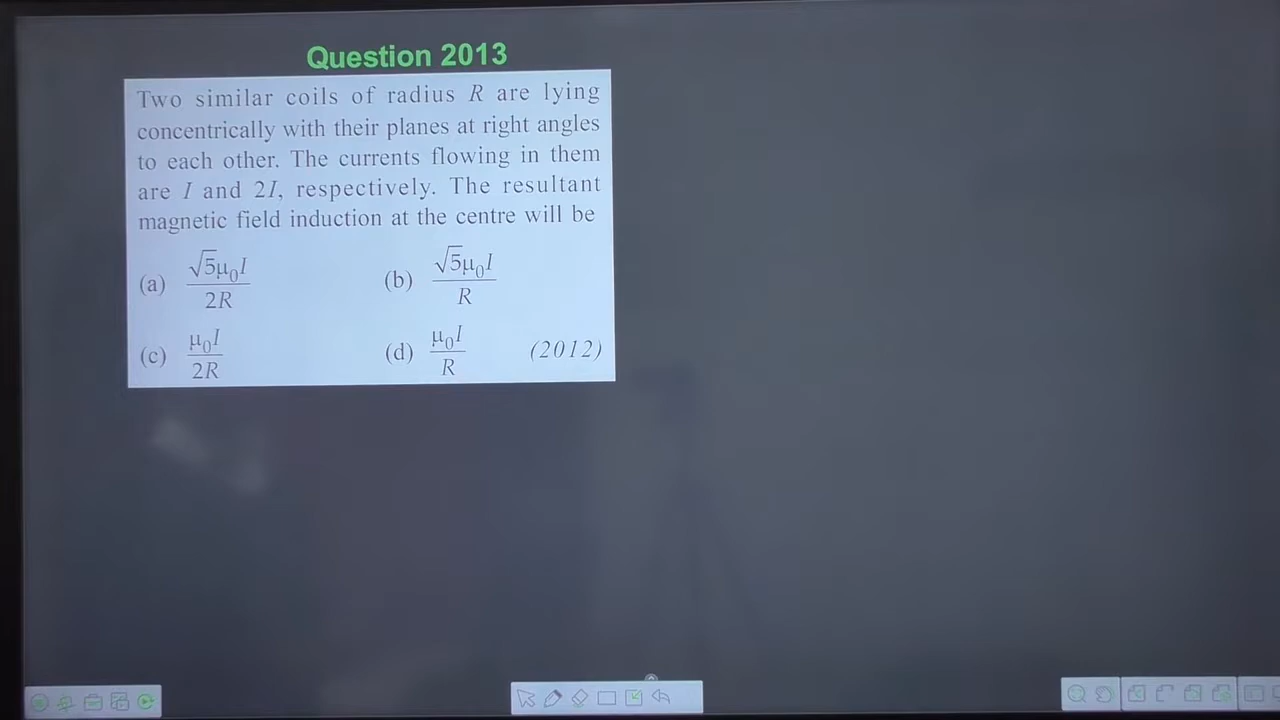 Question 2013
Two similar coils of radius R are lying
concentrically with their planes at right angles
to each other. The currents flowing in them
are I and 2I, respectively. The resultant
magnetic field induction at the centre will be
(a) √5μ₀I / 2R (b) √5μ₀I / R
(c) μ₀I / 2R (d) μ₀I / R (2012)